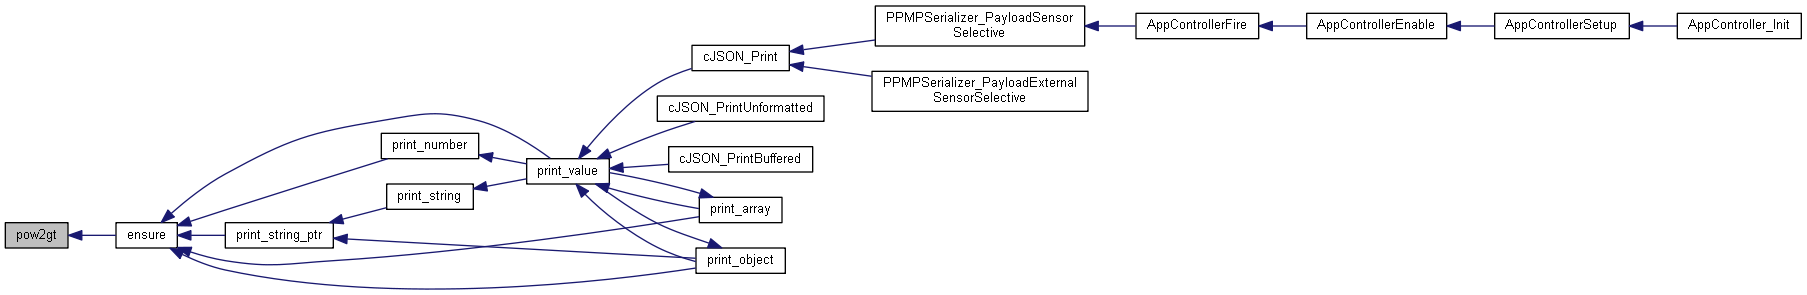 PPMPSerializer_PayloadSensor
Selective
AppControllerFire
AppControllerEnable
AppControllerSetup
AppController_Init
cJSON_Print
PPMPSerializer_PayloadExternal
SensorSelective
cJSON_PrintUnformatted
print_number
cJSON_PrintBuffered
print_value
print_string
print_array
pow2gt
ensure
print_string_ptr
print_object